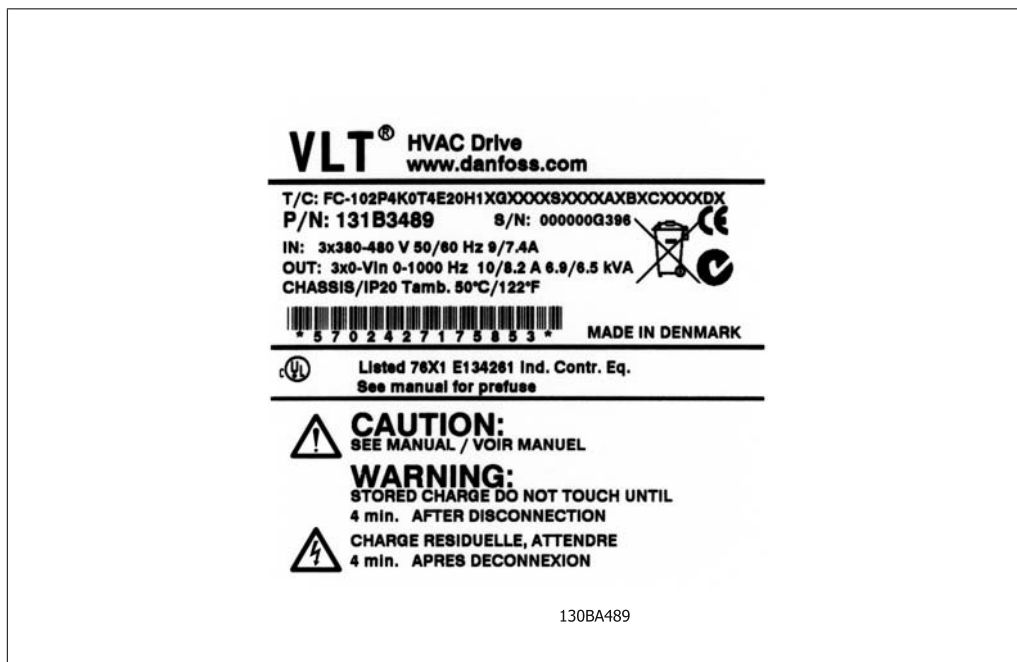 VLT® HVAC Drive
www.danfoss.com
T/C: FC-102P4K0T4E20H1XGXXXXSXXXXAXBXCXXXXDX
P/N: 131B3489 S/N: 000000G396
IN: 3x380-480 V 50/60 Hz 9/7.4A
OUT: 3x0-Vin 0-1000 Hz 10/8.2 A 6.9/6.5 kVA
CHASSIS/IP20 Tamb. 50°C/122°F
CE
* 5 7 0 2 4 2 7 1 7 5 8 5 3 * MADE IN DENMARK
c UL Listed 76X1 E134261 Ind. Contr. Eq.
See manual for prefuse
CAUTION:
SEE MANUAL / VOIR MANUEL
WARNING:
STORED CHARGE DO NOT TOUCH UNTIL
4 min. AFTER DISCONNECTION
CHARGE RESIDUELLE, ATTENDRE
4 min. APRES DECONNEXION
130BA489